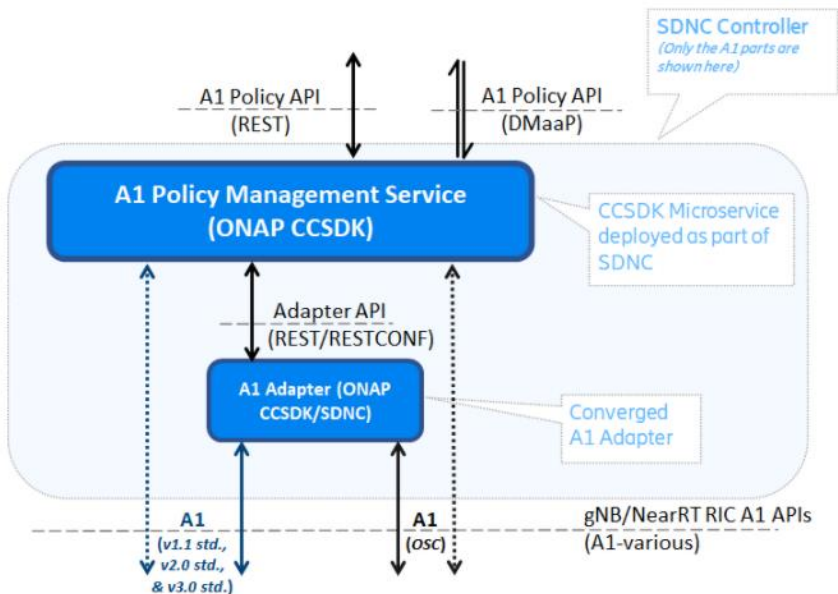 SDNC Controller
(Only the A1 parts are
shown here)
A1 Policy API
(REST)
A1 Policy API
(DMaaP)
A1 Policy Management Service
(ONAP CCSDK)
CCSDK Microservice
deployed as part of
SDNC
Adapter API
(REST/RESTCONF)
A1 Adapter (ONAP
CCSDK/SDNC)
Converged
A1 Adapter
A1
(v1.1 std.,
v2.0 std.,
& v3.0 std.)
A1
(OSC)
gNB/NearRT RIC A1 APIs
(A1-various)